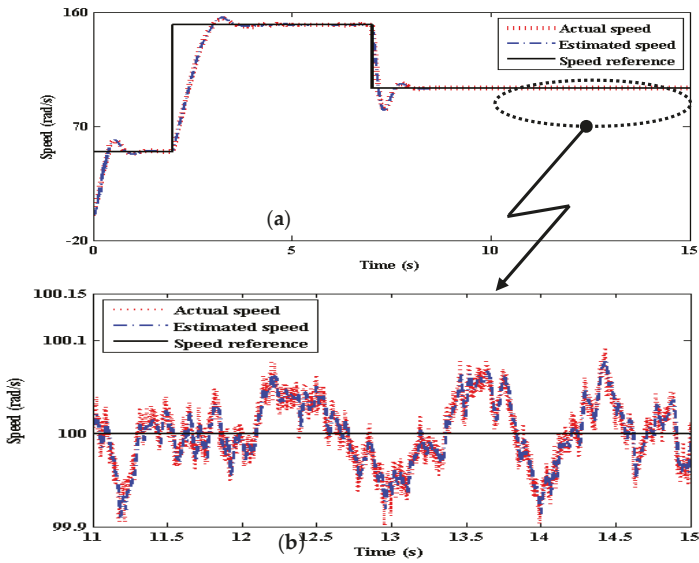 160
70
-20
Speed (rad/s)
Actual speed
Estimated speed
Speed reference
(a)
0
5
10
15
Time (s)
100.15
100.1
100
99.9
Speed (rad/s)
Actual speed
Estimated speed
Speed reference
11
11.5
12
12.5
13
13.5
14
14.5
15
(b)
Time (s)